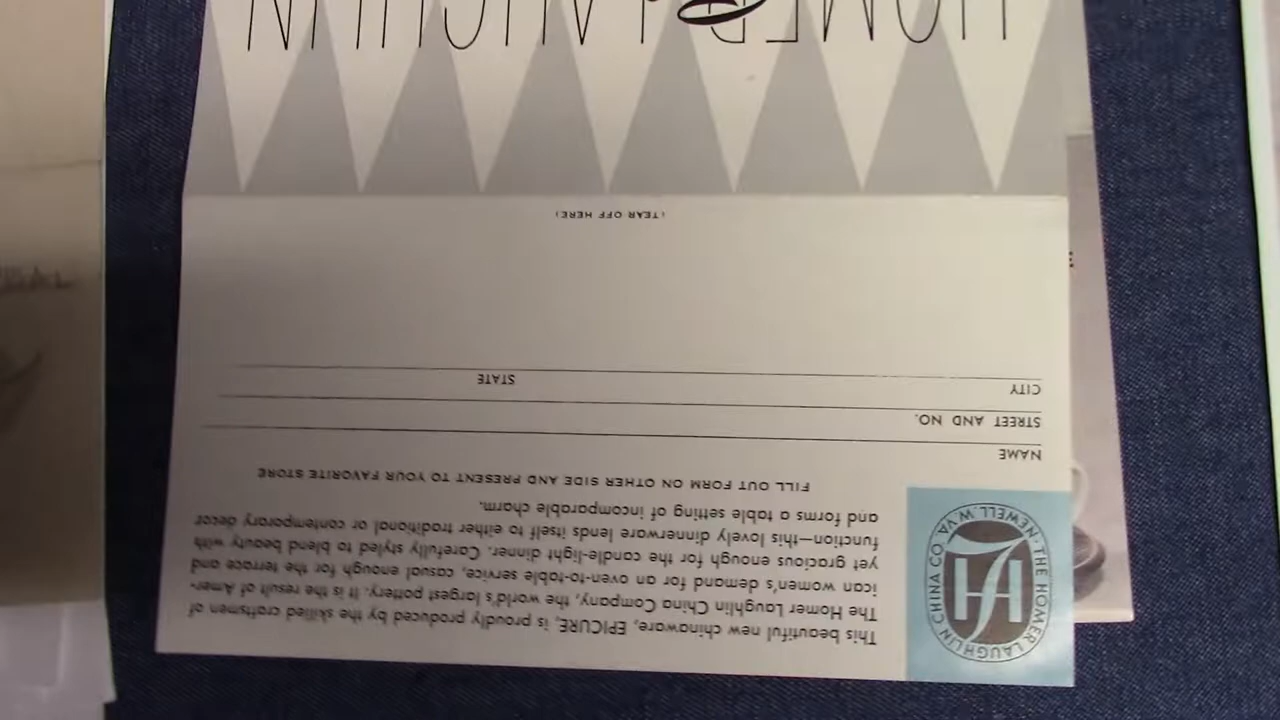 This beautiful new chinaware, EPICURE, is proudly produced by the skilled craftsmen of
The Homer Laughlin China Company, the world's largest pottery. It is the result of Amer-
ican women's demand for an oven-to-table service, casual enough for the terrace and
yet gracious enough for the candle-light dinner. Carefully styled to blend beauty with
function—this lovely dinnerware lends itself to either traditional or contemporary decor
and forms a table setting of incomparable charm.
THE HOMER LAUGHLIN CHINA CO.
NEWELL W. VA.
HL
FILL OUT FORM ON OTHER SIDE AND PRESENT TO YOUR FAVORITE STORE
NAME
STREET AND NO.
CITY STATE
(TEAR OFF HERE)
HOMER LAUGHLIN